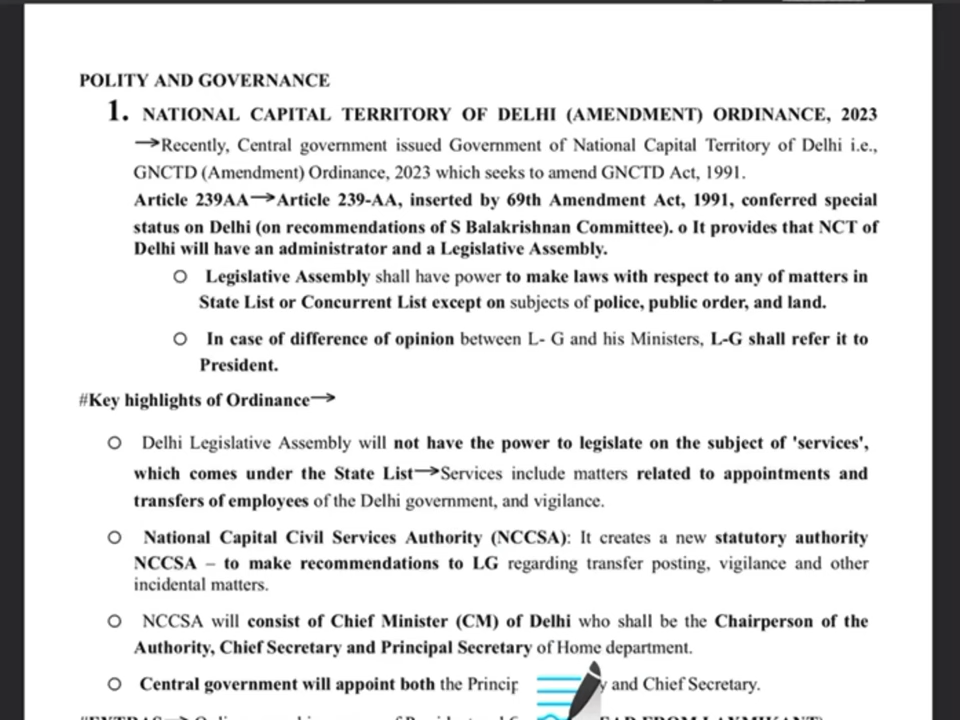 POLITY AND GOVERNANCE
1. NATIONAL CAPITAL TERRITORY OF DELHI (AMENDMENT) ORDINANCE, 2023
→Recently, Central government issued Government of National Capital Territory of Delhi i.e.,
GNCTD (Amendment) Ordinance, 2023 which seeks to amend GNCTD Act, 1991.
Article 239AA→Article 239-AA, inserted by 69th Amendment Act, 1991, conferred special
status on Delhi (on recommendations of S Balakrishnan Committee). o It provides that NCT of
Delhi will have an administrator and a Legislative Assembly.
O Legislative Assembly shall have power to make laws with respect to any of matters in
State List or Concurrent List except on subjects of police, public order, and land.
O In case of difference of opinion between L- G and his Ministers, L-G shall refer it to
President.
#Key highlights of Ordinance→
O Delhi Legislative Assembly will not have the power to legislate on the subject of 'services',
which comes under the State List→Services include matters related to appointments and
transfers of employees of the Delhi government, and vigilance.
O National Capital Civil Services Authority (NCCSA): It creates a new statutory authority
NCCSA – to make recommendations to LG regarding transfer posting, vigilance and other
incidental matters.
O NCCSA will consist of Chief Minister (CM) of Delhi who shall be the Chairperson of the
Authority, Chief Secretary and Principal Secretary of Home department.
O Central government will appoint both the Princip y and Chief Secretary.